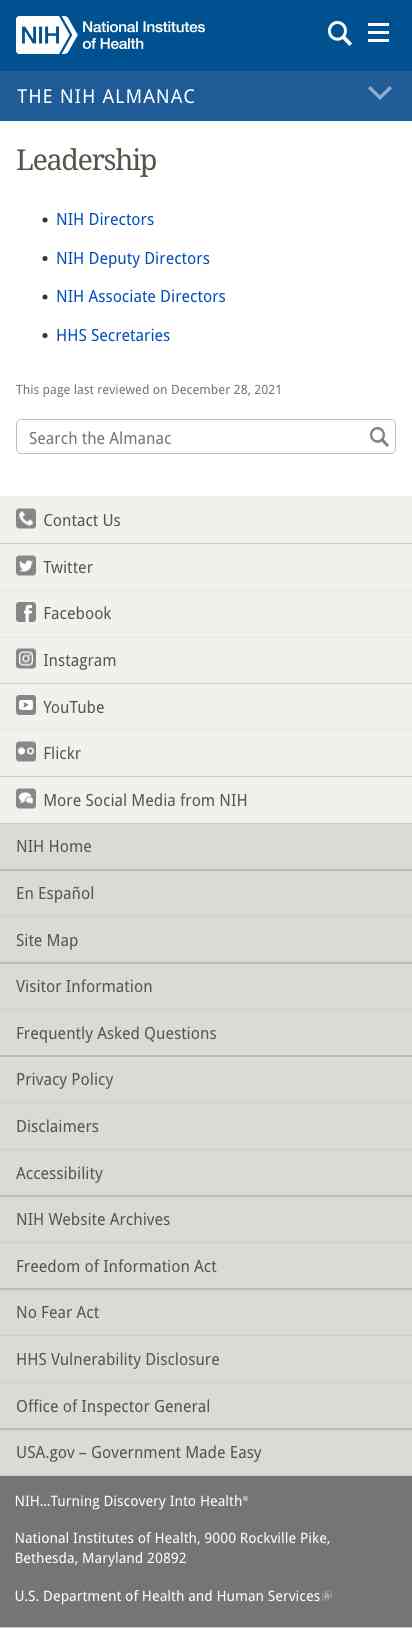 NIH National Institutes
of Health
THE NIH ALMANAC
Leadership
• NIH Directors
• NIH Deputy Directors
• NIH Associate Directors
• HHS Secretaries
This page last reviewed on December 28, 2021
Search the Almanac
Contact Us
Twitter
Facebook
Instagram
YouTube
Flickr
More Social Media from NIH
NIH Home
En Español
Site Map
Visitor Information
Frequently Asked Questions
Privacy Policy
Disclaimers
Accessibility
NIH Website Archives
Freedom of Information Act
No Fear Act
HHS Vulnerability Disclosure
Office of Inspector General
USA.gov – Government Made Easy
NIH…Turning Discovery Into Health®
National Institutes of Health, 9000 Rockville Pike,
Bethesda, Maryland 20892
U.S. Department of Health and Human Services